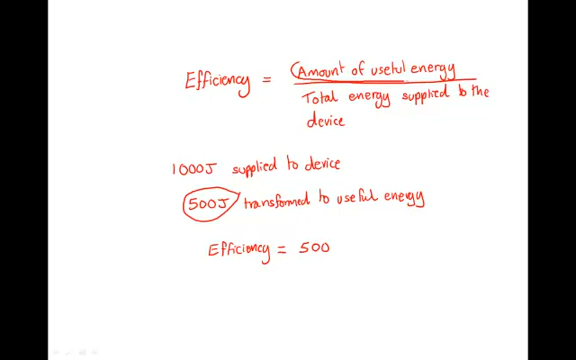 Efficiency = Amount of useful energy
Total energy supplied to the
device
1000J supplied to device
500J transformed to useful energy
Efficiency = 500